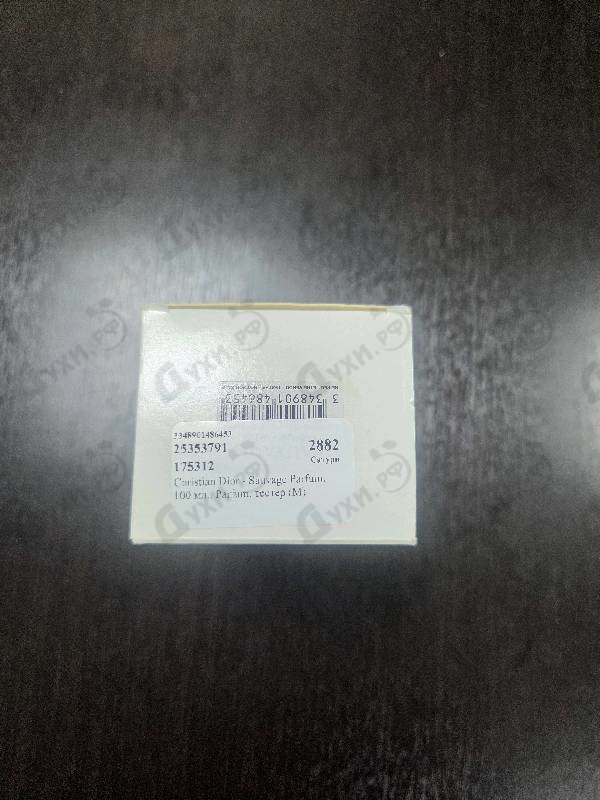 3 348901 486453
3348901486453
25353791 2882
175312 Сатурн
Christian Dior - Sauvage Parfum,
100 мл., Parfum, тестер (M)
Духи.рф